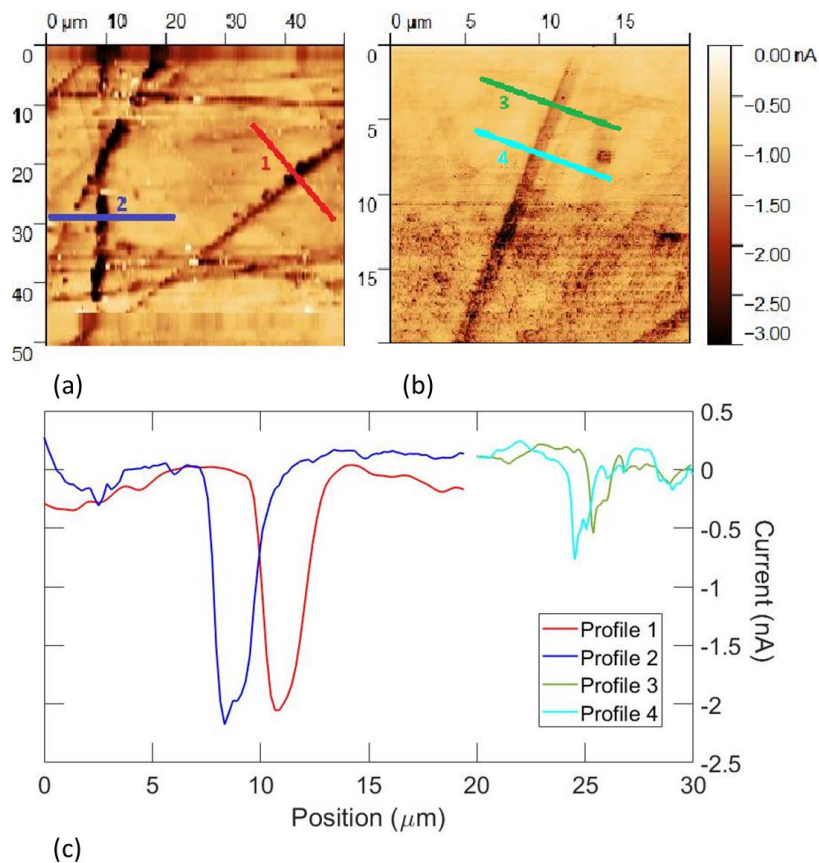 0 µm 10 20 30 40
0 µm 5 10 15
0
10
20
30
40
50
1
2
0
5
10
15
3
4
0.00 nA
-0.50
-1.00
-1.50
-2.00
-2.50
-3.00
(a)
(b)
0.5
0
-0.5
-1
-1.5
-2
-2.5
Current (nA)
Profile 1
Profile 2
Profile 3
Profile 4
0 5 10 15 20 25 30
Position (μm)
(c)